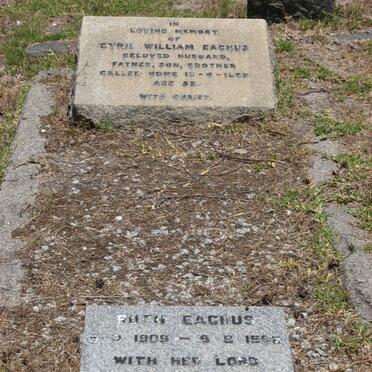 IN
LOVING MEMORY
OF
CYRIL WILLIAM EACHUS
BELOVED HUSBAND,
FATHER, SON, BROTHER
CALLED HOME
AGE 52.
WITH CHRIST.
RUTH EACHUS
1909
WITH HER LORD